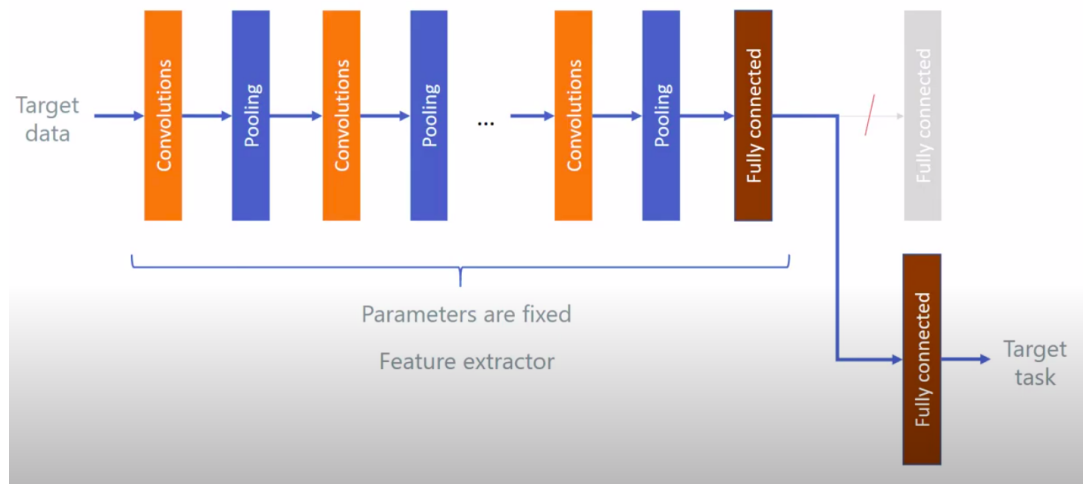 Target
data
Convolutions
Pooling
Convolutions
Pooling
...
Convolutions
Pooling
Fully connected
Fully connected
Parameters are fixed
Feature extractor
Fully connected
Target
task